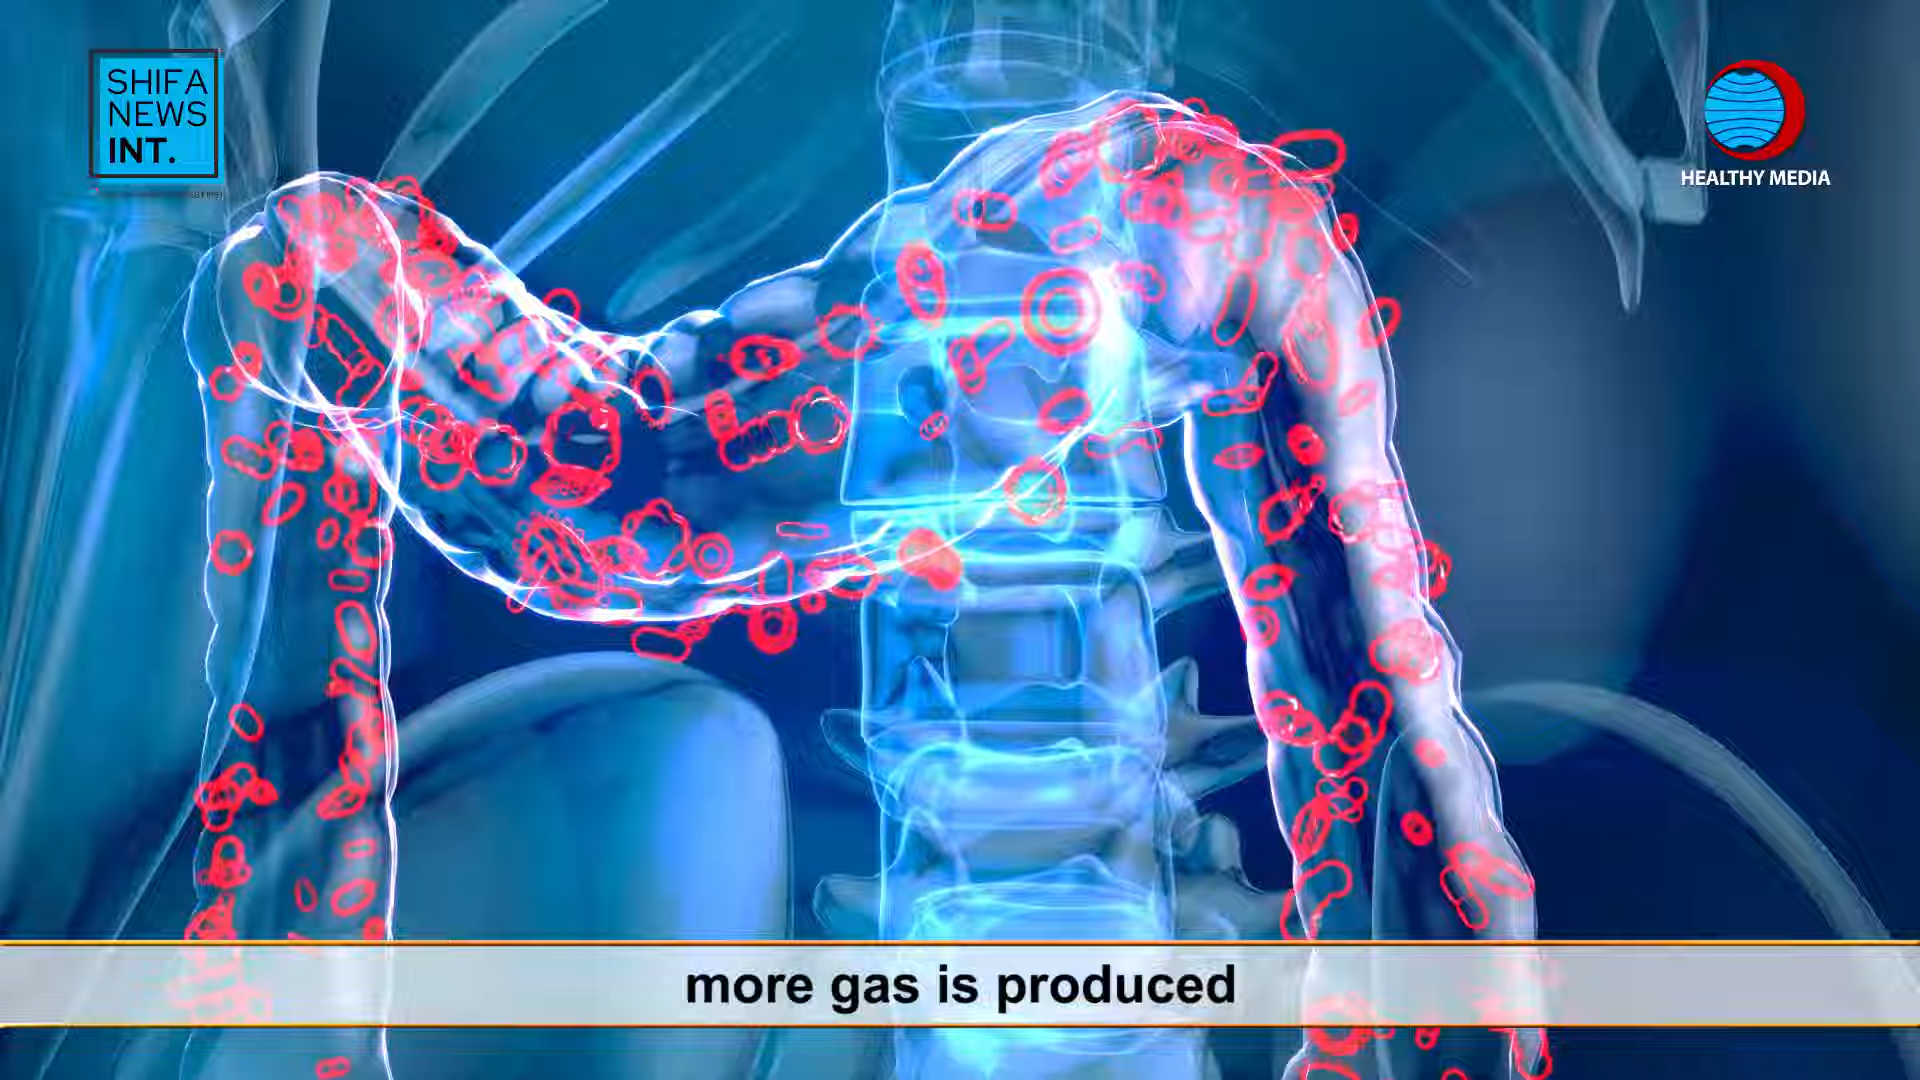 SHIFA
NEWS
INT.
HEALTHY MEDIA
more gas is produced